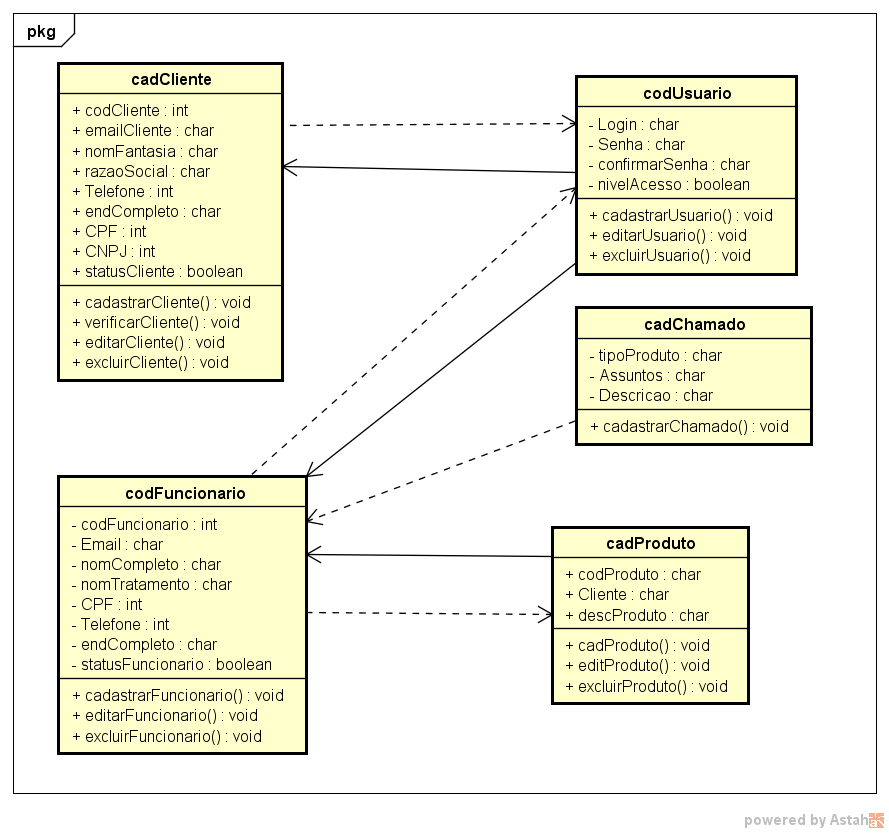 pkg
cadCliente
+ codCliente : int
+ emailCliente : char
+ nomFantasia : char
+ razaoSocial : char
+ Telefone : int
+ endCompleto : char
+ CPF : int
+ CNPJ : int
+ statusCliente : boolean
+ cadastrarCliente() : void
+ verificarCliente() : void
+ editarCliente() : void
+ excluirCliente() : void
codUsuario
- Login : char
- Senha : char
- confirmarSenha : char
- nivelAcesso : boolean
+ cadastrarUsuario() : void
+ editarUsuario() : void
+ excluirUsuario() : void
cadChamado
- tipoProduto : char
- Assuntos : char
- Descricao : char
+ cadastrarChamado() : void
codFuncionario
- codFuncionario : int
- Email : char
- nomCompleto : char
- nomTratamento : char
- CPF : int
- Telefone : int
- endCompleto : char
- statusFuncionario : boolean
+ cadastrarFuncionario() : void
+ editarFuncionario() : void
+ excluirFuncionario() : void
cadProduto
+ codProduto : char
+ Cliente : char
+ descProduto : char
+ cadProduto() : void
+ editProduto() : void
+ excluirProduto() : void
powered by Astah